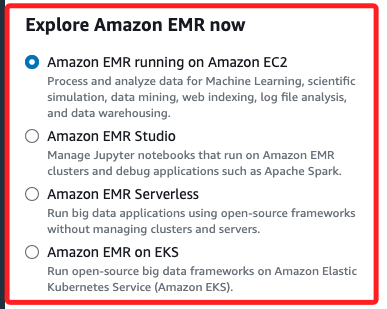 Explore Amazon EMR now
Amazon EMR running on Amazon EC2
Process and analyze data for Machine Learning, scientific
simulation, data mining, web indexing, log file analysis,
and data warehousing.
Amazon EMR Studio
Manage Jupyter notebooks that run on Amazon EMR
clusters and debug applications such as Apache Spark.
Amazon EMR Serverless
Run big data applications using open-source frameworks
without managing clusters and servers.
Amazon EMR on EKS
Run open-source big data frameworks on Amazon Elastic
Kubernetes Service (Amazon EKS).